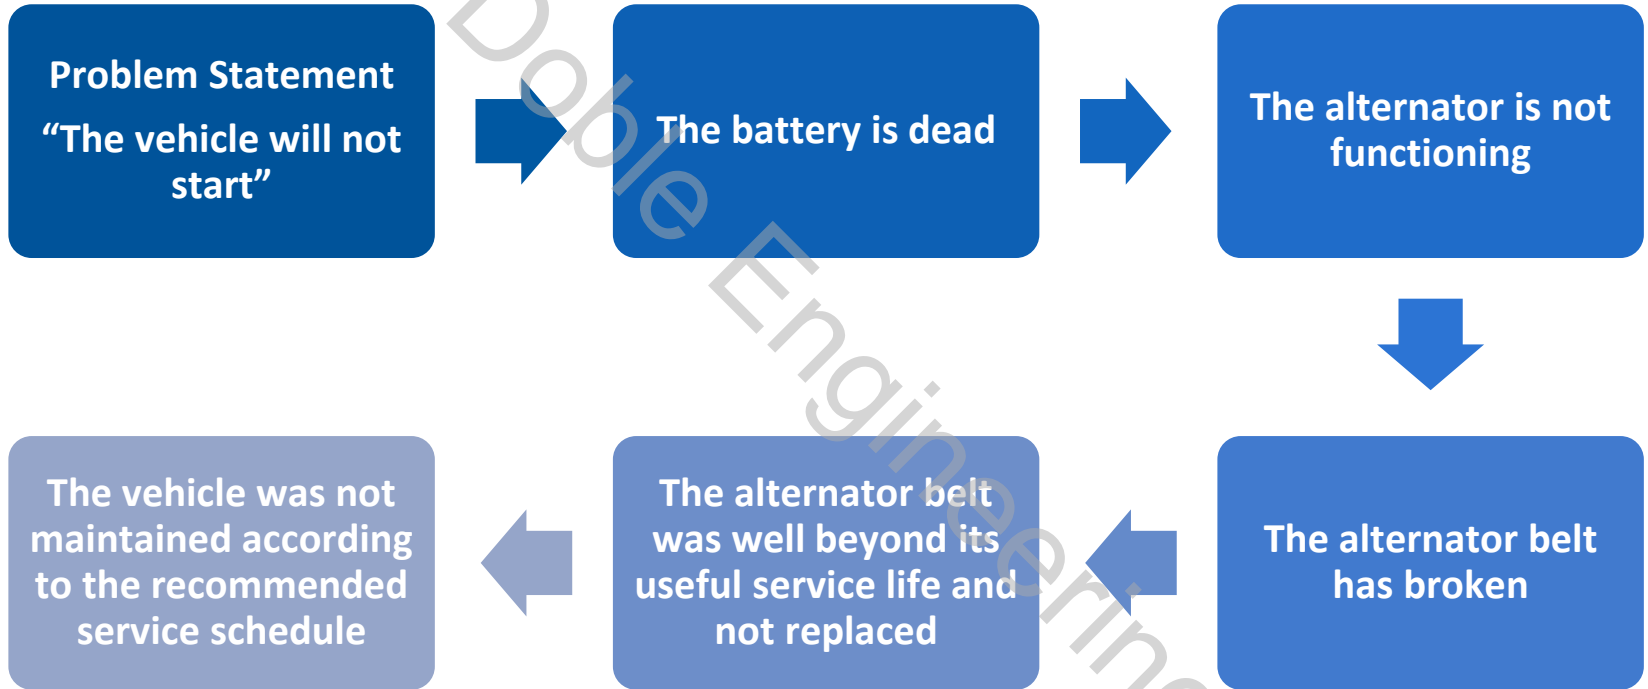 Problem Statement
“The vehicle will not
start”
The battery is dead
The alternator is not
functioning
The alternator belt
has broken
The alternator belt
was well beyond its
useful service life and
not replaced
The vehicle was not
maintained according
to the recommended
service schedule
Doble Engineering